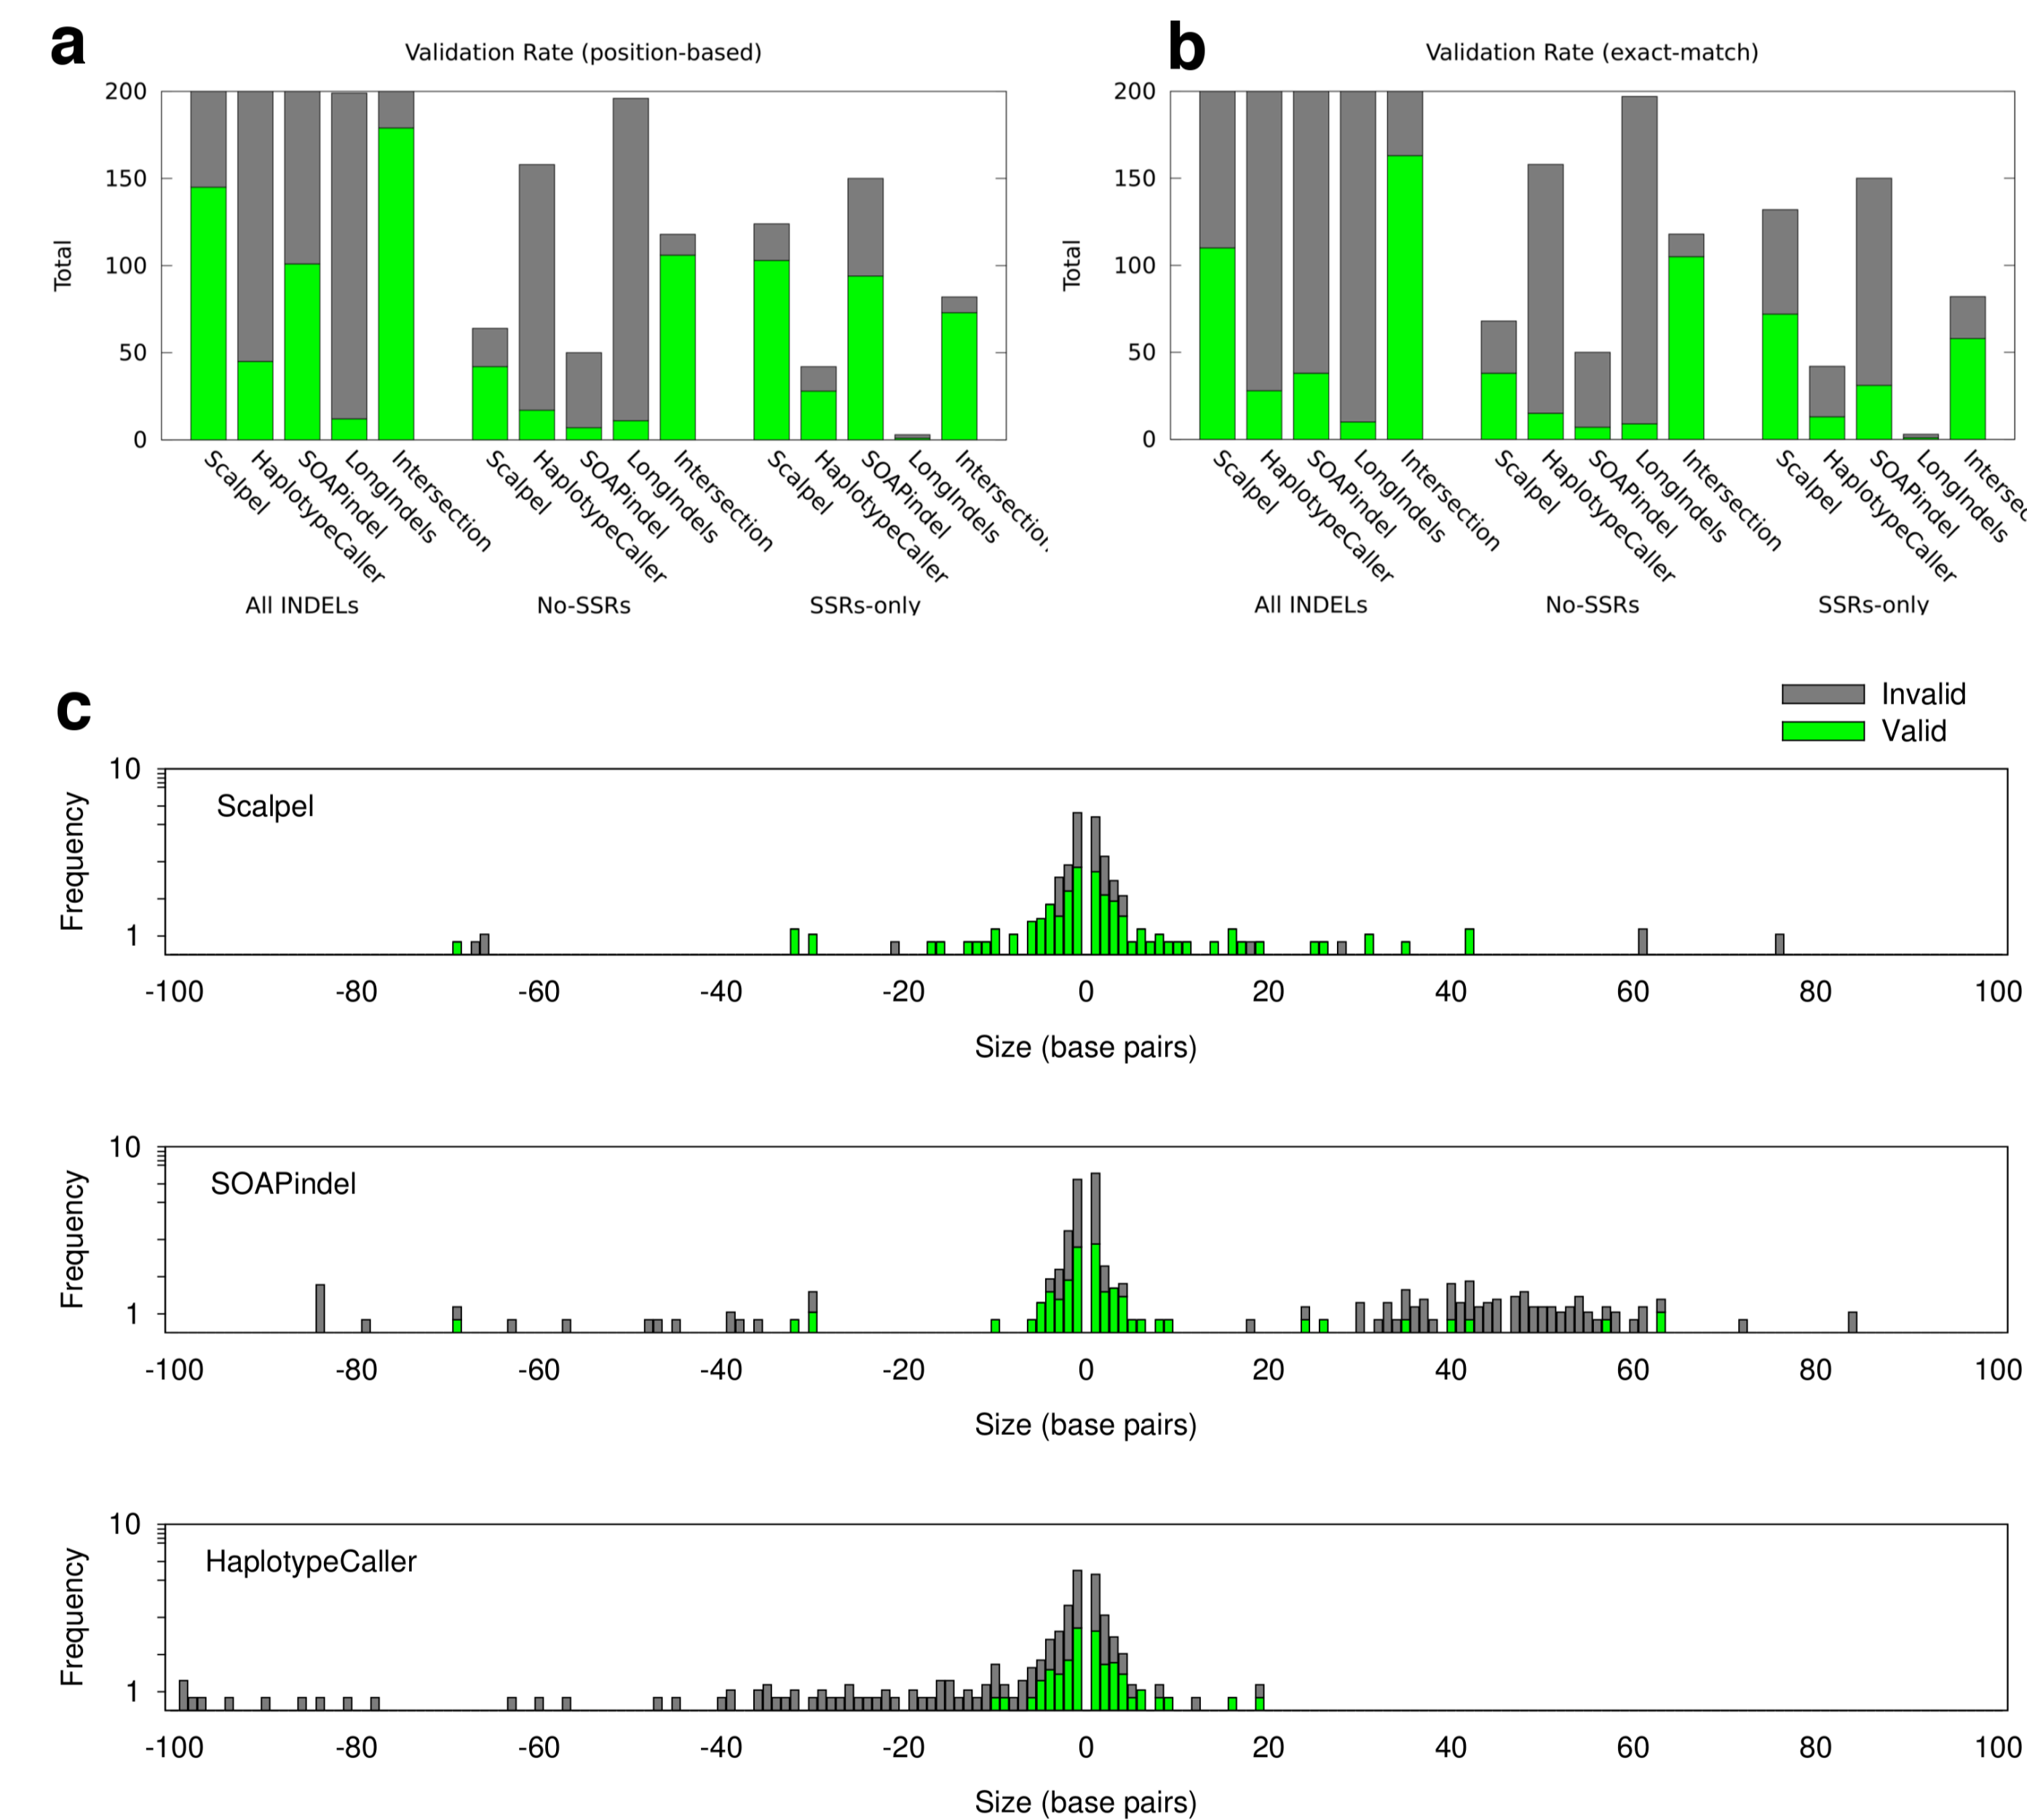 a
Validation Rate (position-based)
200
150
100
50
0
Total
Scalpel
HaplotypeCaller
SOAPindel
LongIndels
Intersection
Scalpel
HaplotypeCaller
SOAPindel
LongIndels
Intersection
Scalpel
HaplotypeCaller
SOAPindel
LongIndels
Intersection
All INDELs
No-SSRs
SSRs-only
b
Validation Rate (exact-match)
200
150
100
50
0
Total
Scalpel
HaplotypeCaller
SOAPindel
LongIndels
Intersection
Scalpel
HaplotypeCaller
SOAPindel
LongIndels
Intersection
Scalpel
HaplotypeCaller
SOAPindel
LongIndels
Intersec
All INDELs
No-SSRs
SSRs-only
c
Invalid
Valid
10
1
Frequency
Scalpel
-100 -80 -60 -40 -20 0 20 40 60 80 100
Size (base pairs)
10
1
Frequency
SOAPindel
-100 -80 -60 -40 -20 0 20 40 60 80 100
Size (base pairs)
10
1
Frequency
HaplotypeCaller
-100 -80 -60 -40 -20 0 20 40 60 80 100
Size (base pairs)